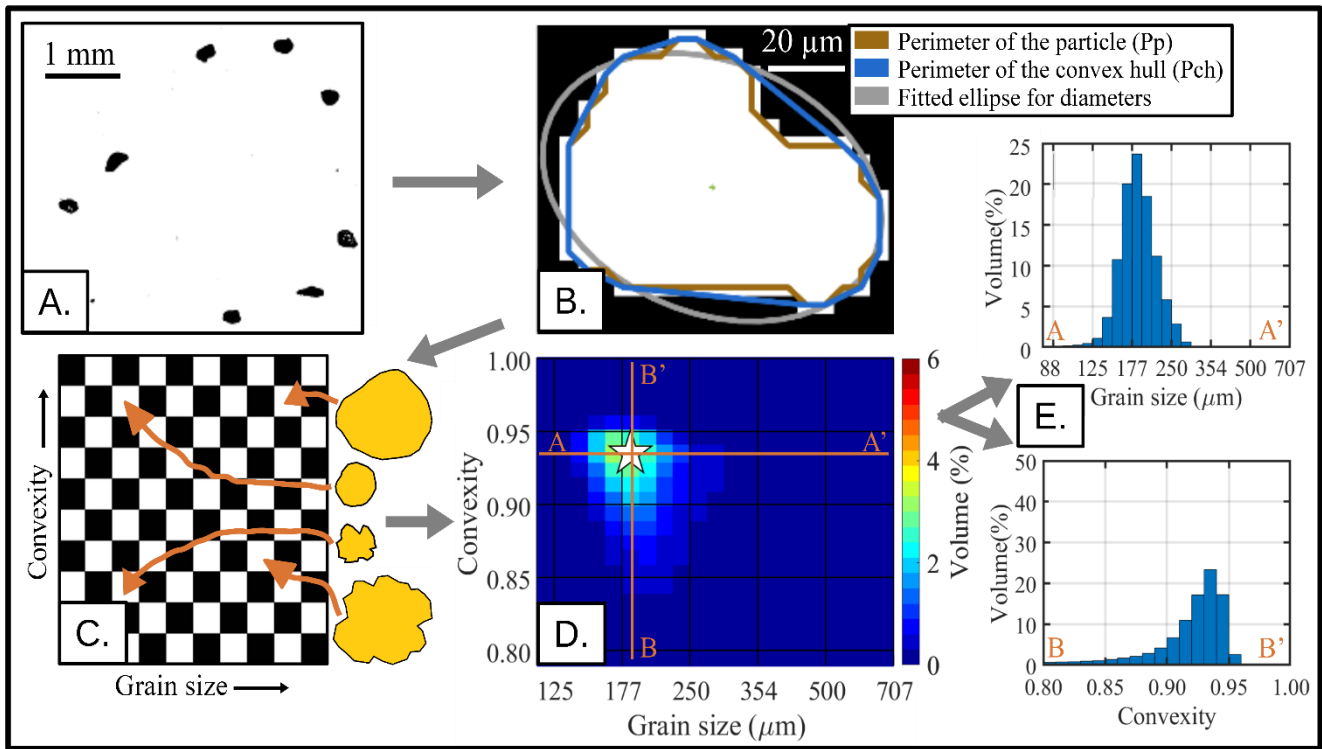 1 mm
A.
20 µm
Perimeter of the particle (Pp)
Perimeter of the convex hull (Pch)
Fitted ellipse for diameters
B.
Convexity
C.
Grain size
1.00
0.95
0.90
0.85
0.80
Convexity
A
A'
B'
B
D.
125 177 250 354 500 707
Grain size (µm)
6
4
2
0
Volume (%)
E.
25
20
15
10
5
0
Volume(%)
A
A'
88 125 177 250 500 707
Grain size (µm)
E.
50
40
30
20
10
0
Volume(%)
B
B'
0.80 0.85 0.90 0.95 1.00
Convexity